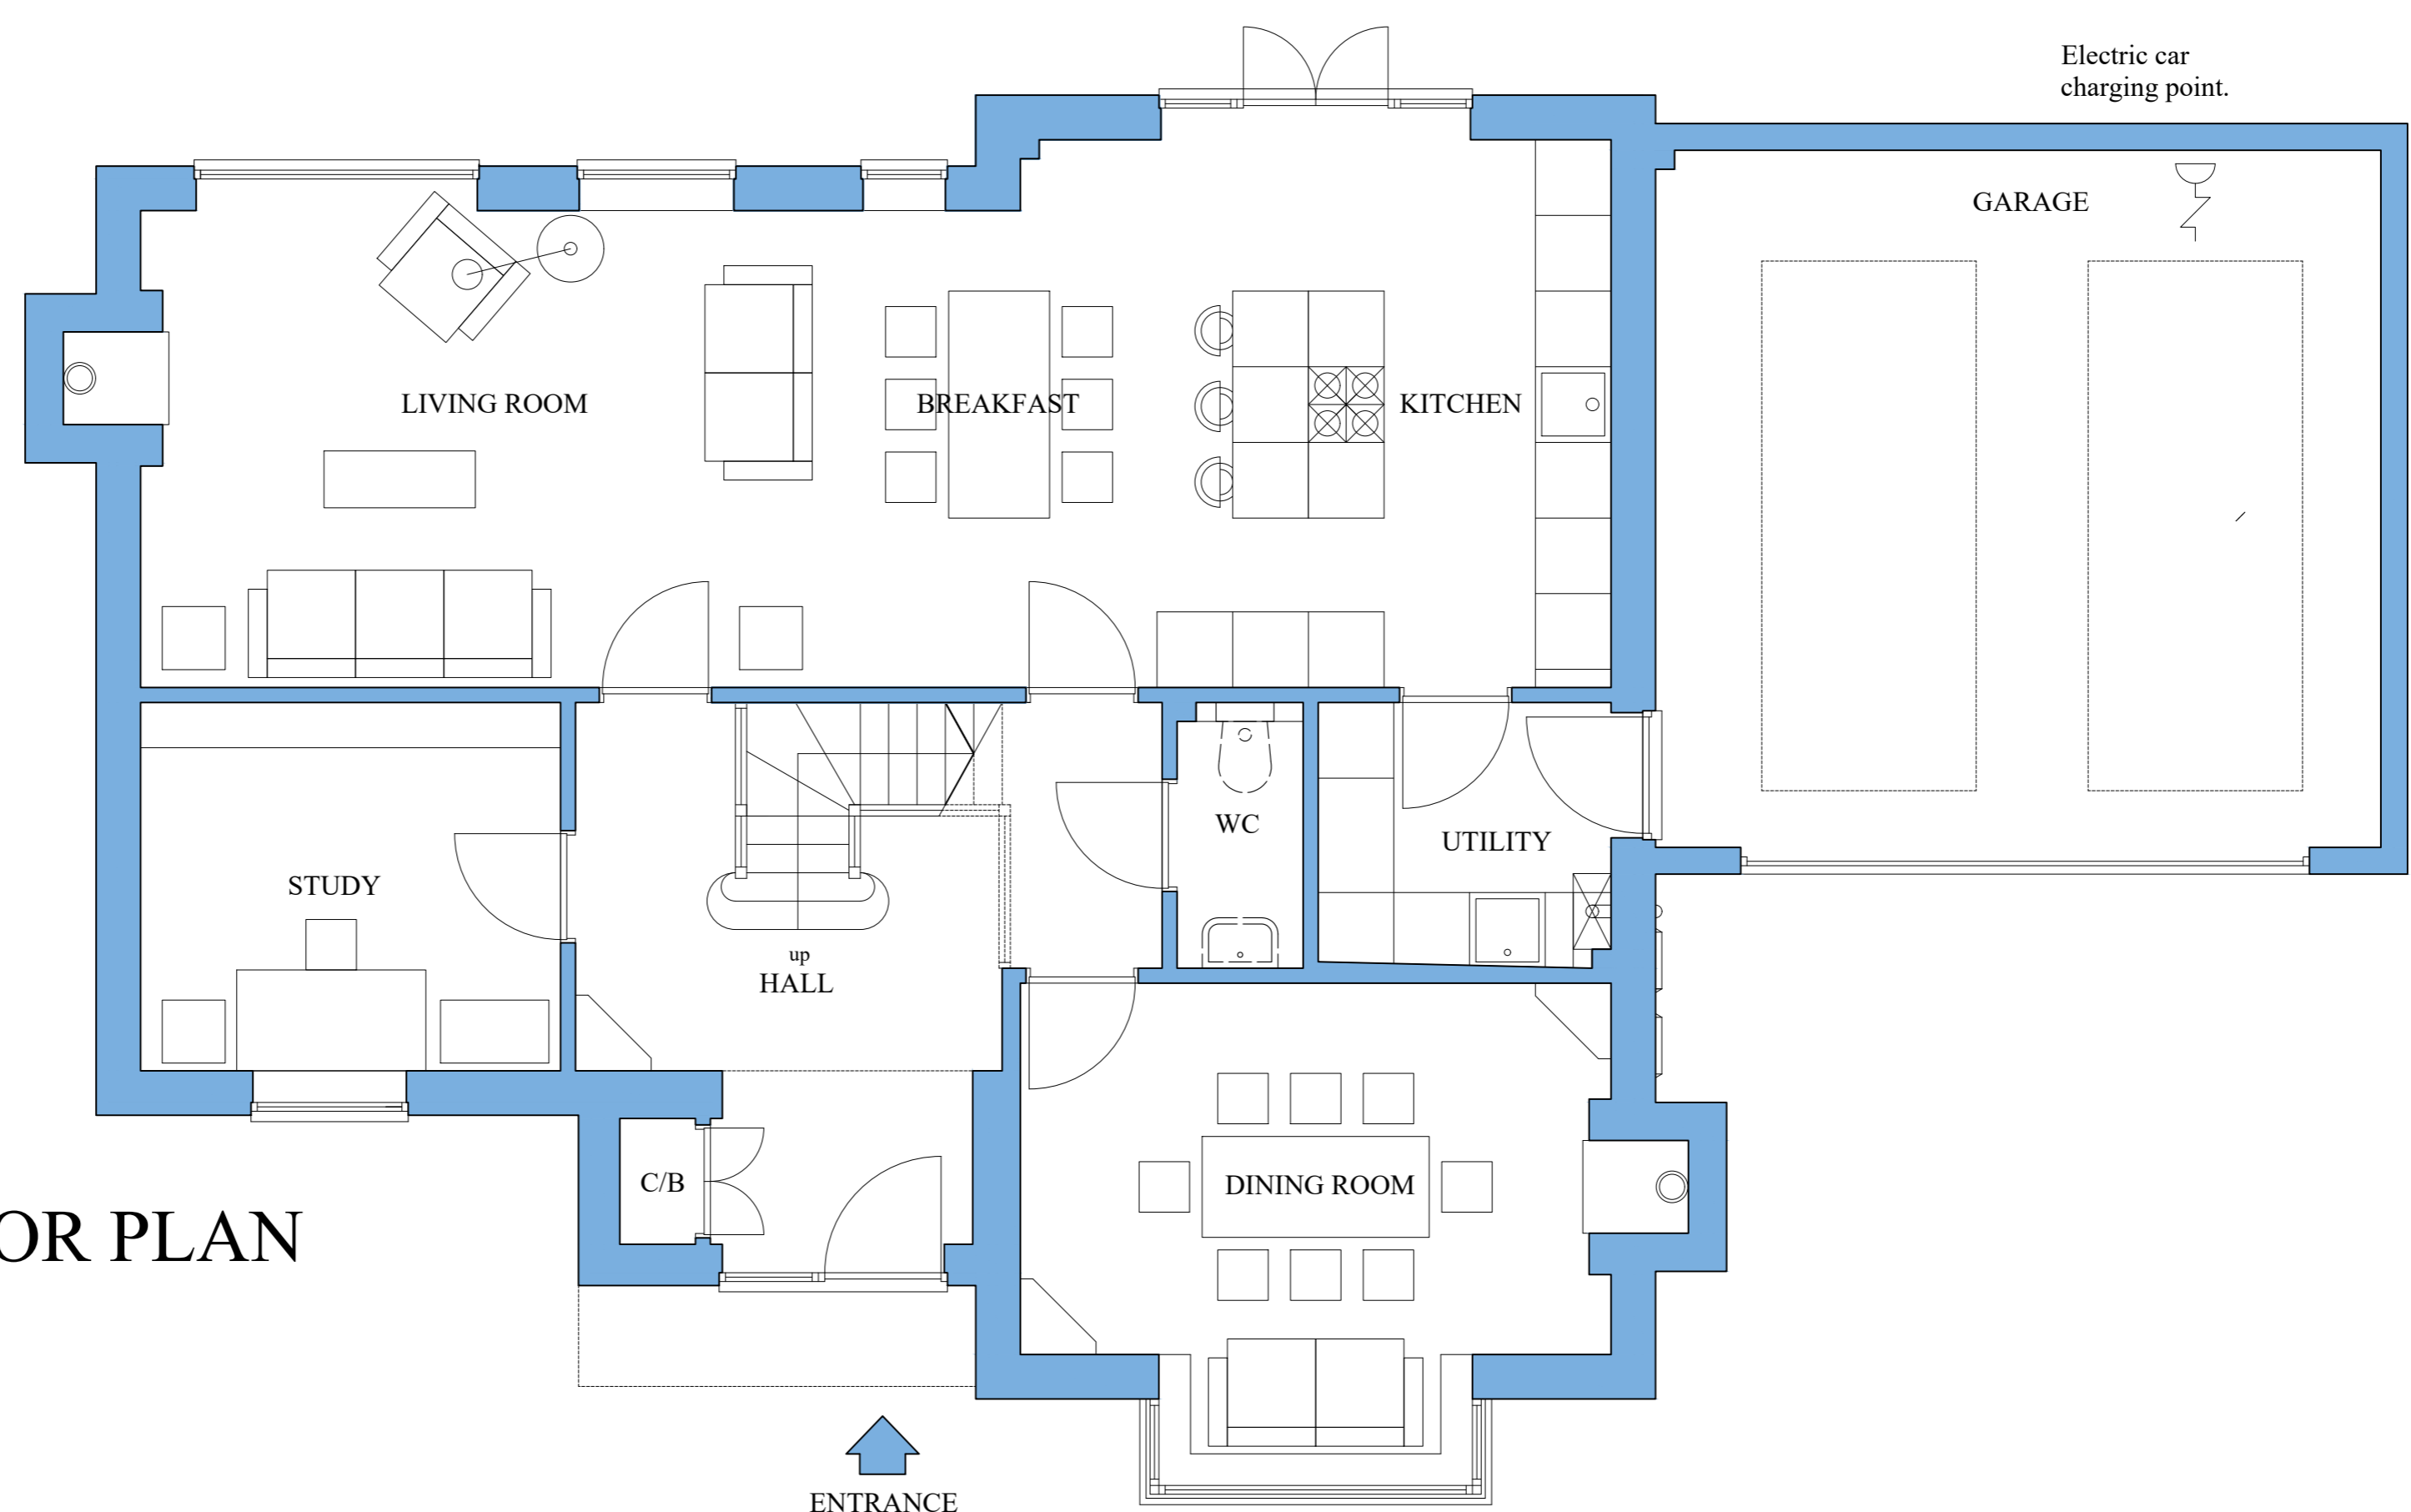 Electric car
charging point.
GARAGE
LIVING ROOM
BREAKFAST
KITCHEN
WC
UTILITY
STUDY
up
HALL
C/B
DINING ROOM
OR PLAN
ENTRANCE